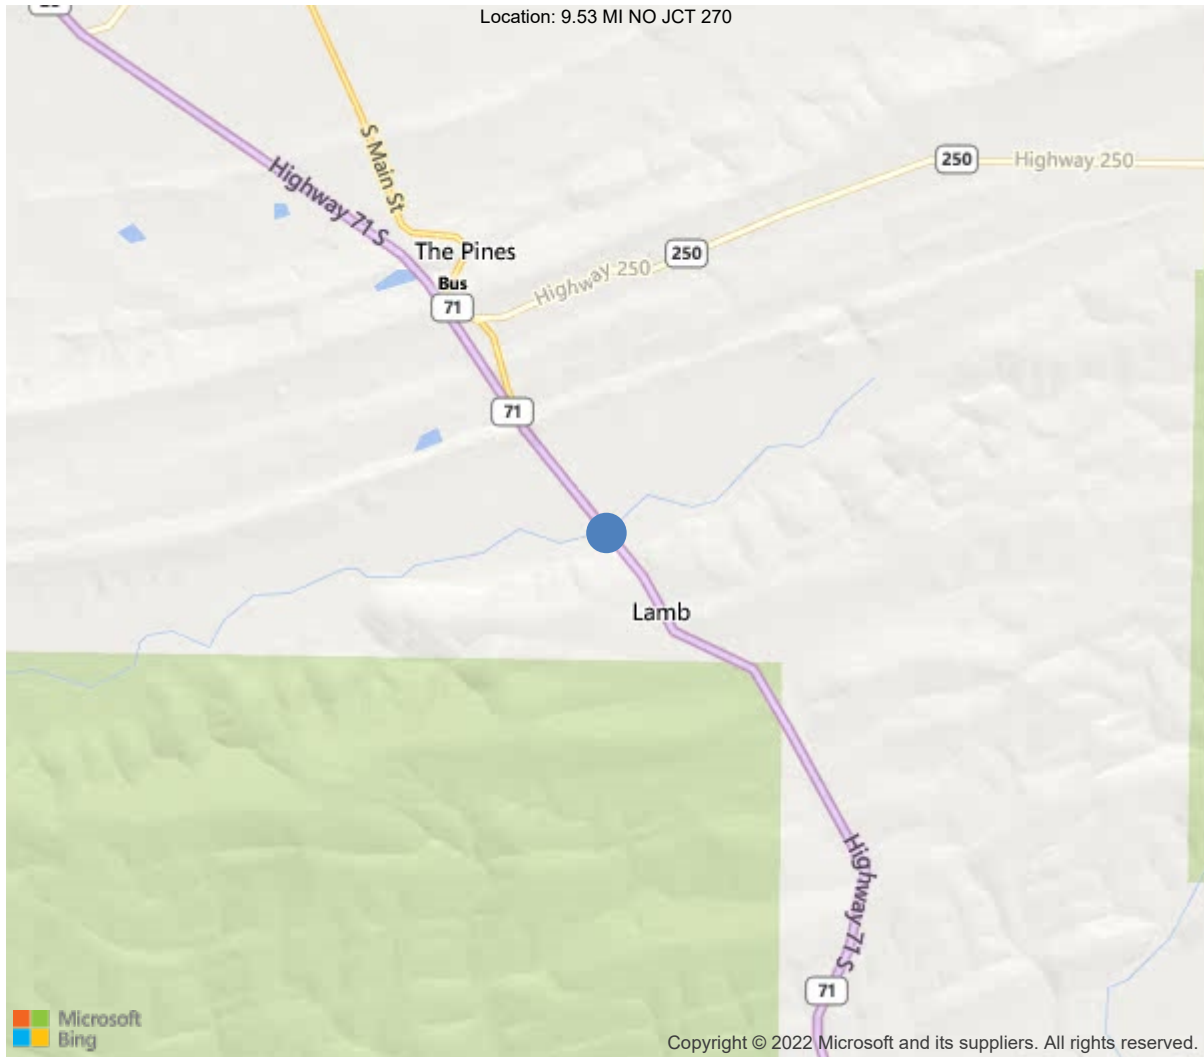 Location: 9.53 MI NO JCT 270
S Main St
Highway 71 S
250
Highway 250
The Pines
250
Highway 250
Bus
71
71
Lamb
Highway 71 S
71
Microsoft
Bing
Copyright © 2022 Microsoft and its suppliers. All rights reserved.